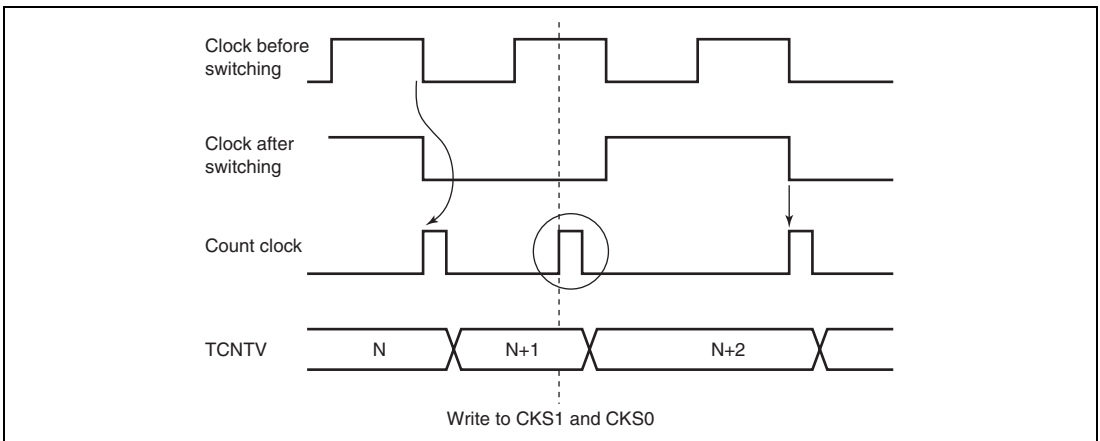 Clock before
switching
Clock after
switching
Count clock
TCNTV
N
N+1
N+2
Write to CKS1 and CKS0